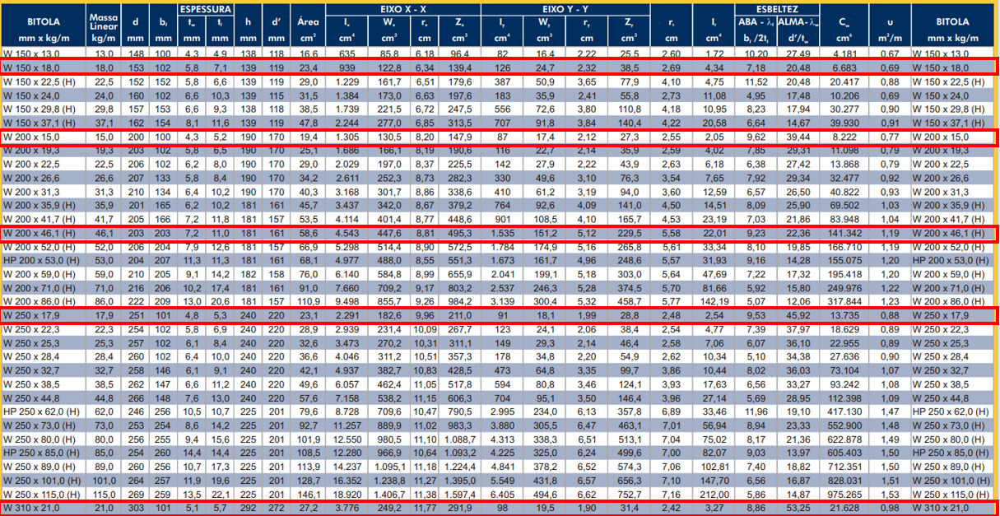 BITOLA mm x kg/m Massa Linear kg/m d mm bf mm ESPESSURA tw mm tf mm h mm d' mm Área cm² EIXO X - X Ix cm⁴ Wx cm³ rx cm Zx cm³ EIXO Y - Y Iy cm⁴ Wy cm³ ry cm Zy cm³ rt cm It cm⁴ ESBELTEZ ABA - λf bf /2tf ALMA- λw d'/tw Cw cm⁶ u m²/m BITOLA mm x kg/m
W 150 x 13,0 13,0 148 100 4,3 4,9 138 118 16,6 635 85,8 6,18 96,4 82 16,4 2,22 25,5 2,60 1,72 10,20 27,49 4.181 0,67 W 150 x 13,0
W 150 x 18,0 18,0 153 102 5,8 7,1 139 119 23,4 939 122,8 6,34 139,4 126 24,7 2,32 38,5 2,69 4,34 7,18 20,48 6.683 0,69 W 150 x 18,0
W 150 x 22,5 (H) 22,5 152 152 5,8 6,6 139 119 29,0 1.229 161,7 6,51 179,6 387 50,9 3,65 77,9 4,10 4,75 11,52 20,48 20.417 0,88 W 150 x 22,5 (H)
W 150 x 24,0 24,0 160 102 6,6 10,3 139 115 31,5 1.384 173,0 6,63 197,6 183 35,9 2,41 55,8 2,73 11,08 4,95 17,48 10.206 0,69 W 150 x 24,0
W 150 x 29,8 (H) 29,8 157 153 6,6 9,3 138 118 38,5 1.739 221,5 6,72 247,5 556 72,6 3,80 110,8 4,18 10,95 8,23 17,94 30.277 0,90 W 150 x 29,8 (H)
W 150 x 37,1 (H) 37,1 162 154 8,1 11,6 139 119 47,8 2.244 277,0 6,85 313,5 707 91,8 3,84 140,4 4,22 20,58 6,64 14,67 39.930 0,91 W 150 x 37,1 (H)
W 200 x 15,0 15,0 200 100 4,3 5,2 190 170 19,4 1.305 130,5 8,20 147,9 87 17,4 2,12 27,3 2,55 2,05 9,62 39,44 8.222 0,77 W 200 x 15,0
W 200 x 19,3 19,3 203 102 5,8 6,5 190 170 25,1 1.686 166,1 8,19 190,6 116 22,7 2,14 35,9 2,59 4,02 7,85 29,31 11.098 0,79 W 200 x 19,3
W 200 x 22,5 22,5 206 102 6,2 8,0 190 170 29,0 2.029 197,0 8,37 225,5 142 27,9 2,22 43,9 2,63 6,18 6,38 27,42 13.868 0,79 W 200 x 22,5
W 200 x 26,6 26,6 207 133 5,8 8,4 190 170 34,2 2.611 252,3 8,73 282,3 330 49,6 3,10 76,3 3,54 7,65 7,92 29,34 32.477 0,92 W 200 x 26,6
W 200 x 31,3 31,3 210 134 6,4 10,2 190 170 40,3 3.168 301,7 8,86 338,6 410 61,2 3,19 94,0 3,60 12,59 6,57 26,50 40.822 0,93 W 200 x 31,3
W 200 x 35,9 (H) 35,9 201 165 6,2 10,2 181 161 45,7 3.437 342,0 8,67 379,2 764 92,6 4,09 141,0 4,50 14,51 8,09 25,90 69.502 1,03 W 200 x 35,9 (H)
W 200 x 41,7 (H) 41,7 205 166 7,2 11,8 181 157 53,5 4.114 401,4 8,77 448,6 901 108,5 4,10 165,7 4,53 23,19 7,03 21,86 83.948 1,04 W 200 x 41,7 (H)
W 200 x 46,1 (H) 46,1 203 203 7,2 11,0 181 161 58,6 4.543 447,6 8,81 495,3 1.535 151,2 5,12 229,5 5,58 22,01 9,23 22,36 141.342 1,19 W 200 x 46,1 (H)
W 200 x 52,0 (H) 52,0 206 204 7,9 12,6 181 157 66,9 5.298 514,4 8,90 572,5 1.784 174,9 5,16 265,8 5,61 33,34 8,10 19,85 166.710 1,19 W 200 x 52,0 (H)
HP 200 x 53,0 (H) 53,0 204 207 11,3 11,3 181 161 68,1 4.977 488,0 8,55 551,3 1.673 161,7 4,96 248,6 5,57 31,93 9,16 14,28 155.075 1,20 HP 200 x 53,0 (H)
W 200 x 59,0 (H) 59,0 210 205 9,1 14,2 182 158 76,0 6.140 584,8 8,99 655,9 2.041 199,1 5,18 303,0 5,64 47,69 7,22 17,32 195.418 1,20 W 200 x 59,0 (H)
W 200 x 71,0 (H) 71,0 216 206 10,2 17,4 181 161 91,0 7.660 709,2 9,17 803,2 2.537 246,3 5,28 374,5 5,70 81,66 5,92 15,80 249.976 1,22 W 200 x 71,0 (H)
W 200 x 86,0 (H) 86,0 222 209 13,0 20,6 181 157 110,9 9.498 855,7 9,26 984,2 3.139 300,4 5,32 458,7 5,77 142,19 5,07 12,06 317.844 1,23 W 200 x 86,0 (H)
W 250 x 17,9 17,9 251 101 4,8 5,3 240 220 23,1 2.291 182,6 9,96 211,0 91 18,1 1,99 28,8 2,48 2,54 9,53 45,92 13.735 0,88 W 250 x 17,9
W 250 x 22,3 22,3 254 102 5,8 6,9 240 220 28,9 2.939 231,4 10,09 267,7 123 24,1 2,06 38,4 2,54 4,77 7,39 37,97 18.629 0,89 W 250 x 22,3
W 250 x 25,3 25,3 257 102 6,1 8,4 240 220 32,6 3.473 270,2 10,31 311,1 149 29,3 2,14 46,4 2,58 7,06 6,07 36,10 22.955 0,89 W 250 x 25,3
W 250 x 28,4 28,4 260 102 6,4 10,0 240 220 36,6 4.046 311,2 10,51 357,3 178 34,8 2,20 54,9 2,62 10,34 5,10 34,38 27.636 0,90 W 250 x 28,4
W 250 x 32,7 32,7 258 146 6,1 9,1 240 220 42,1 4.937 382,7 10,83 428,5 473 64,8 3,35 99,7 3,86 10,44 8,02 36,03 73.104 1,07 W 250 x 32,7
W 250 x 38,5 38,5 262 147 6,6 11,2 240 220 49,6 6.057 462,4 11,05 517,8 594 80,8 3,46 124,1 3,93 17,63 6,56 33,27 93.242 1,08 W 250 x 38,5
W 250 x 44,8 44,8 266 148 7,6 13,0 240 220 57,6 7.158 538,2 11,15 606,3 704 95,1 3,50 146,4 3,96 27,14 5,69 28,95 112.398 1,09 W 250 x 44,8
HP 250 x 62,0 (H) 62,0 246 256 10,5 10,7 225 201 79,6 8.728 709,6 10,47 790,5 2.995 234,0 6,13 357,8 6,89 33,46 11,96 19,10 417.130 1,47 HP 250 x 62,0 (H)
W 250 x 73,0 (H) 73,0 253 254 8,6 14,2 225 201 92,7 11.257 889,9 11,02 983,3 3.880 305,5 6,47 463,1 7,01 56,94 8,94 23,33 552.900 1,48 W 250 x 73,0 (H)
W 250 x 80,0 (H) 80,0 256 255 9,4 15,6 225 201 101,9 12.550 980,5 11,10 1.088,7 4.313 338,3 6,51 513,1 7,04 75,02 8,17 21,36 622.878 1,49 W 250 x 80,0 (H)
HP 250 x 85,0 (H) 85,0 254 260 14,4 14,4 225 201 108,5 12.280 966,9 10,64 1.093,2 4.225 325,0 6,24 499,6 7,00 82,07 9,03 13,97 605.403 1,50 HP 250 x 85,0 (H)
W 250 x 89,0 (H) 89,0 260 256 10,7 17,3 225 201 113,9 14.237 1.095,1 11,18 1.224,4 4.841 378,2 6,52 574,3 7,06 102,81 7,40 18,82 712.351 1,50 W 250 x 89,0 (H)
W 250 x 101,0 (H) 101,0 264 257 11,9 19,6 225 201 128,7 16.352 1.238,8 11,27 1.395,0 5.549 431,8 6,57 656,3 7,10 147,70 6,56 16,87 828.031 1,51 W 250 x 101,0 (H)
W 250 x 115,0 (H) 115,0 269 259 13,5 22,1 225 201 146,1 18.920 1.406,7 11,38 1.597,4 6.405 494,6 6,62 752,7 7,16 212,00 5,86 14,87 975.265 1,53 W 250 x 115,0 (H)
W 310 x 21,0 21,0 303 101 5,1 5,7 292 272 27,2 3.776 249,2 11,77 291,9 98 19,5 1,90 31,4 2,42 3,27 8,86 53,25 21.628 0,98 W 310 x 21,0